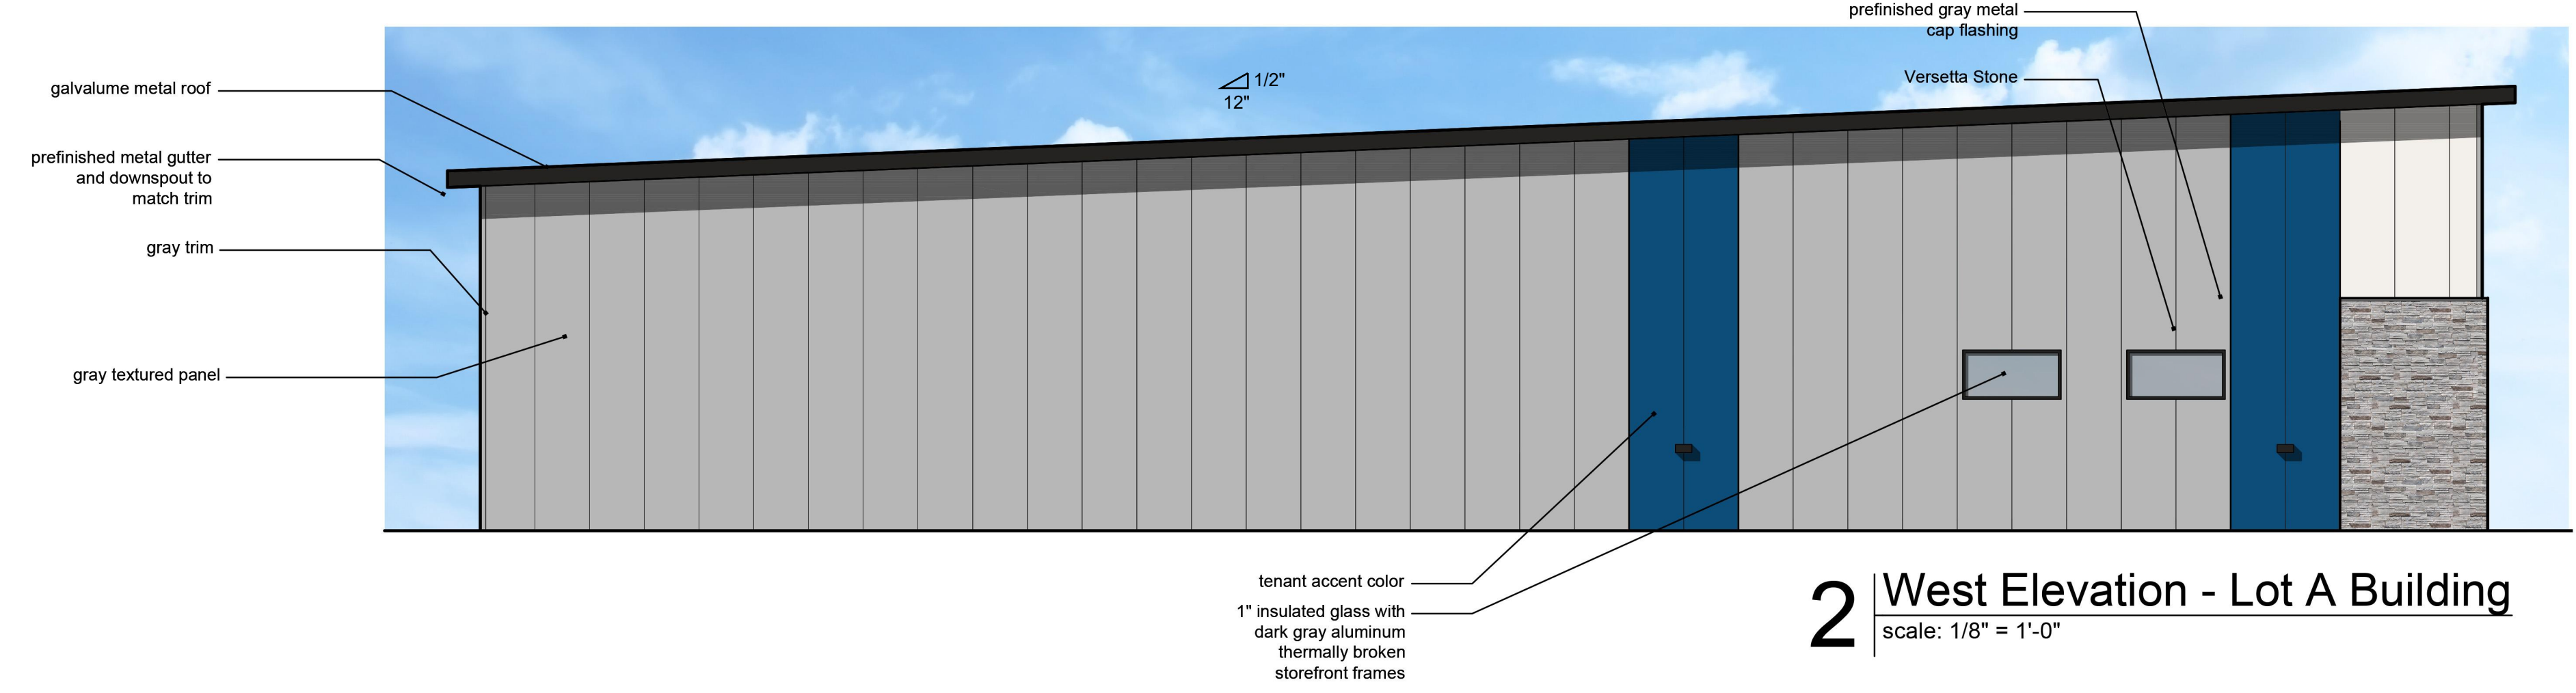 prefinished gray metal
cap flashing
Versetta Stone
1/2"
12"
galvalume metal roof
prefinished metal gutter
and downspout to
match trim
gray trim
gray textured panel
tenant accent color
1" insulated glass with
dark gray aluminum
thermally broken
storefront frames
2
West Elevation - Lot A Building
scale: 1/8" = 1'-0"